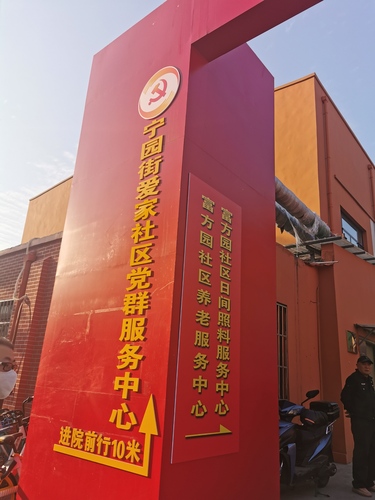 宁园街爱家社区党群服务中心
进院前行10米
富方园社区日间照料服务中心
富方园社区养老服务中心